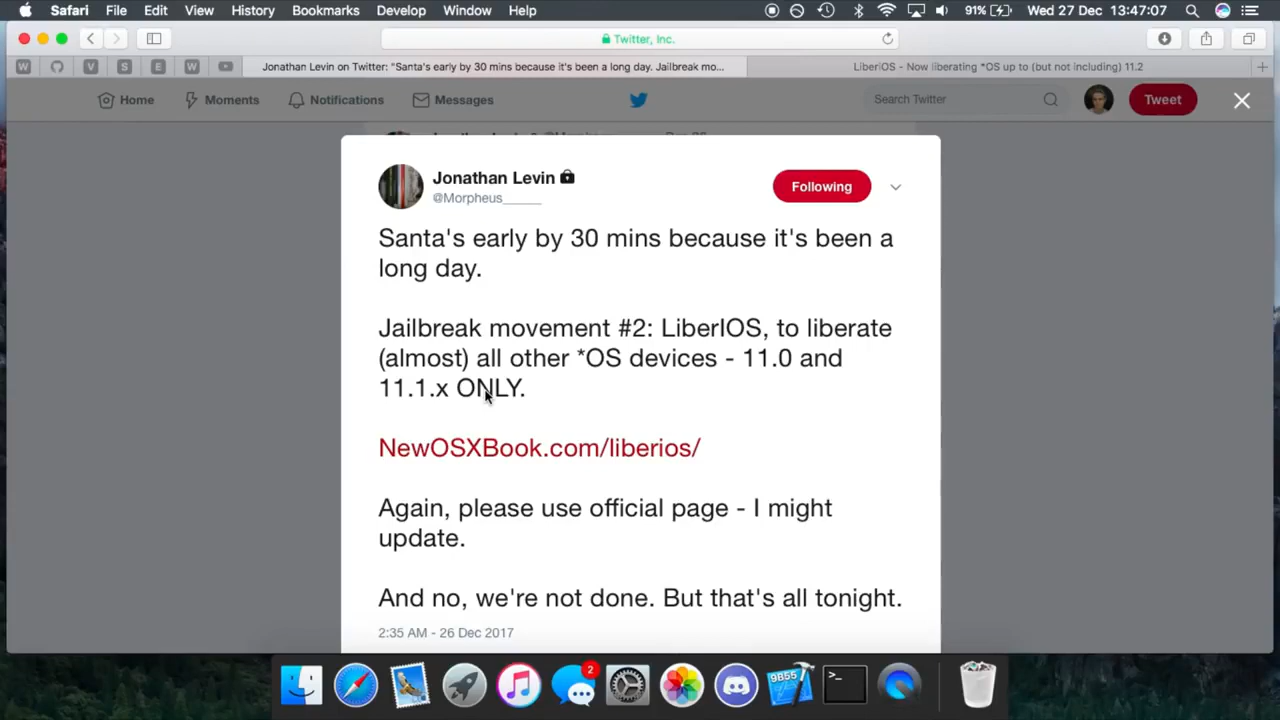 Safari File Edit View History Bookmarks Develop Window Help 91% Wed 27 Dec 13:47:07
Twitter, Inc.
W V S E W Jonathan Levin on Twitter: "Santa's early by 30 mins because it's been a long day. Jailbreak mo... LiberIOS - Now liberating *OS up to (but not including) 11.2
Home Moments Notifications Messages Search Twitter Tweet
Jonathan Levin Following
@Morpheus______
Santa's early by 30 mins because it's been a
long day.
Jailbreak movement #2: LiberIOS, to liberate
(almost) all other *OS devices - 11.0 and
11.1.x ONLY.
NewOSXBook.com/liberios/
Again, please use official page - I might
update.
And no, we're not done. But that's all tonight.
2:35 AM - 26 Dec 2017
2
9B55
>_